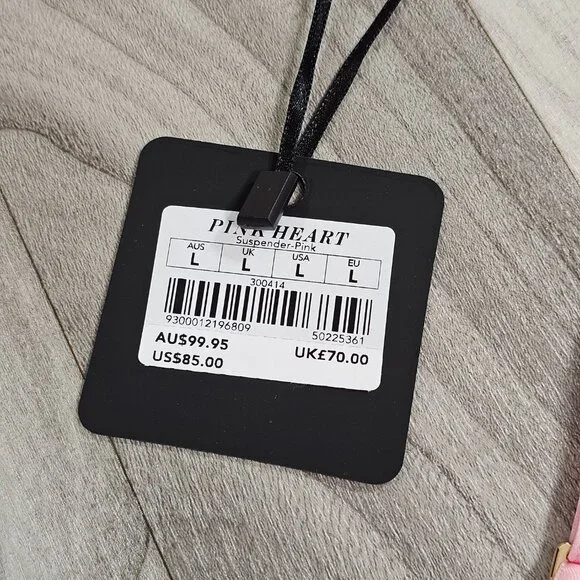 PINK HEART
Suspender-Pink
AUS UK USA EU
L L L L
300414
9300012196809 50225361
AU$99.95
US$85.00 UK£70.00